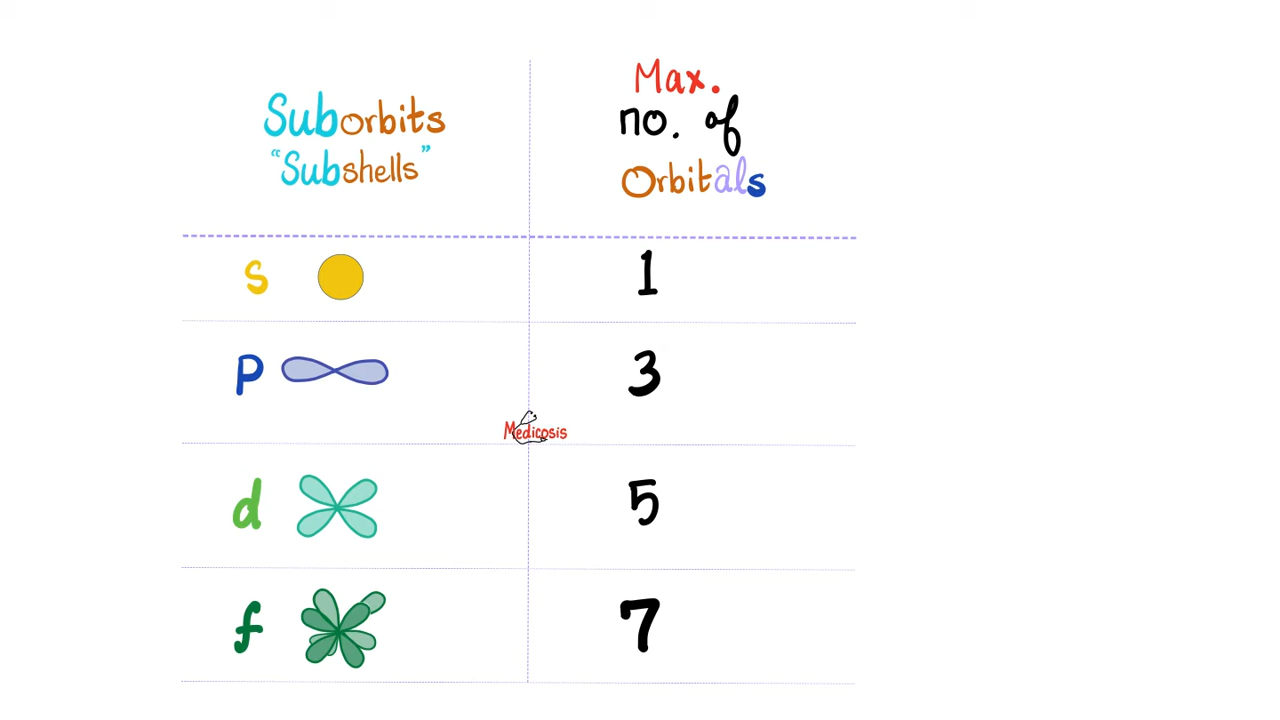 Suborbits
"Subshells"
Max.
no. of
Orbitals
s
1
p
3
Medicosis
d
5
f
7